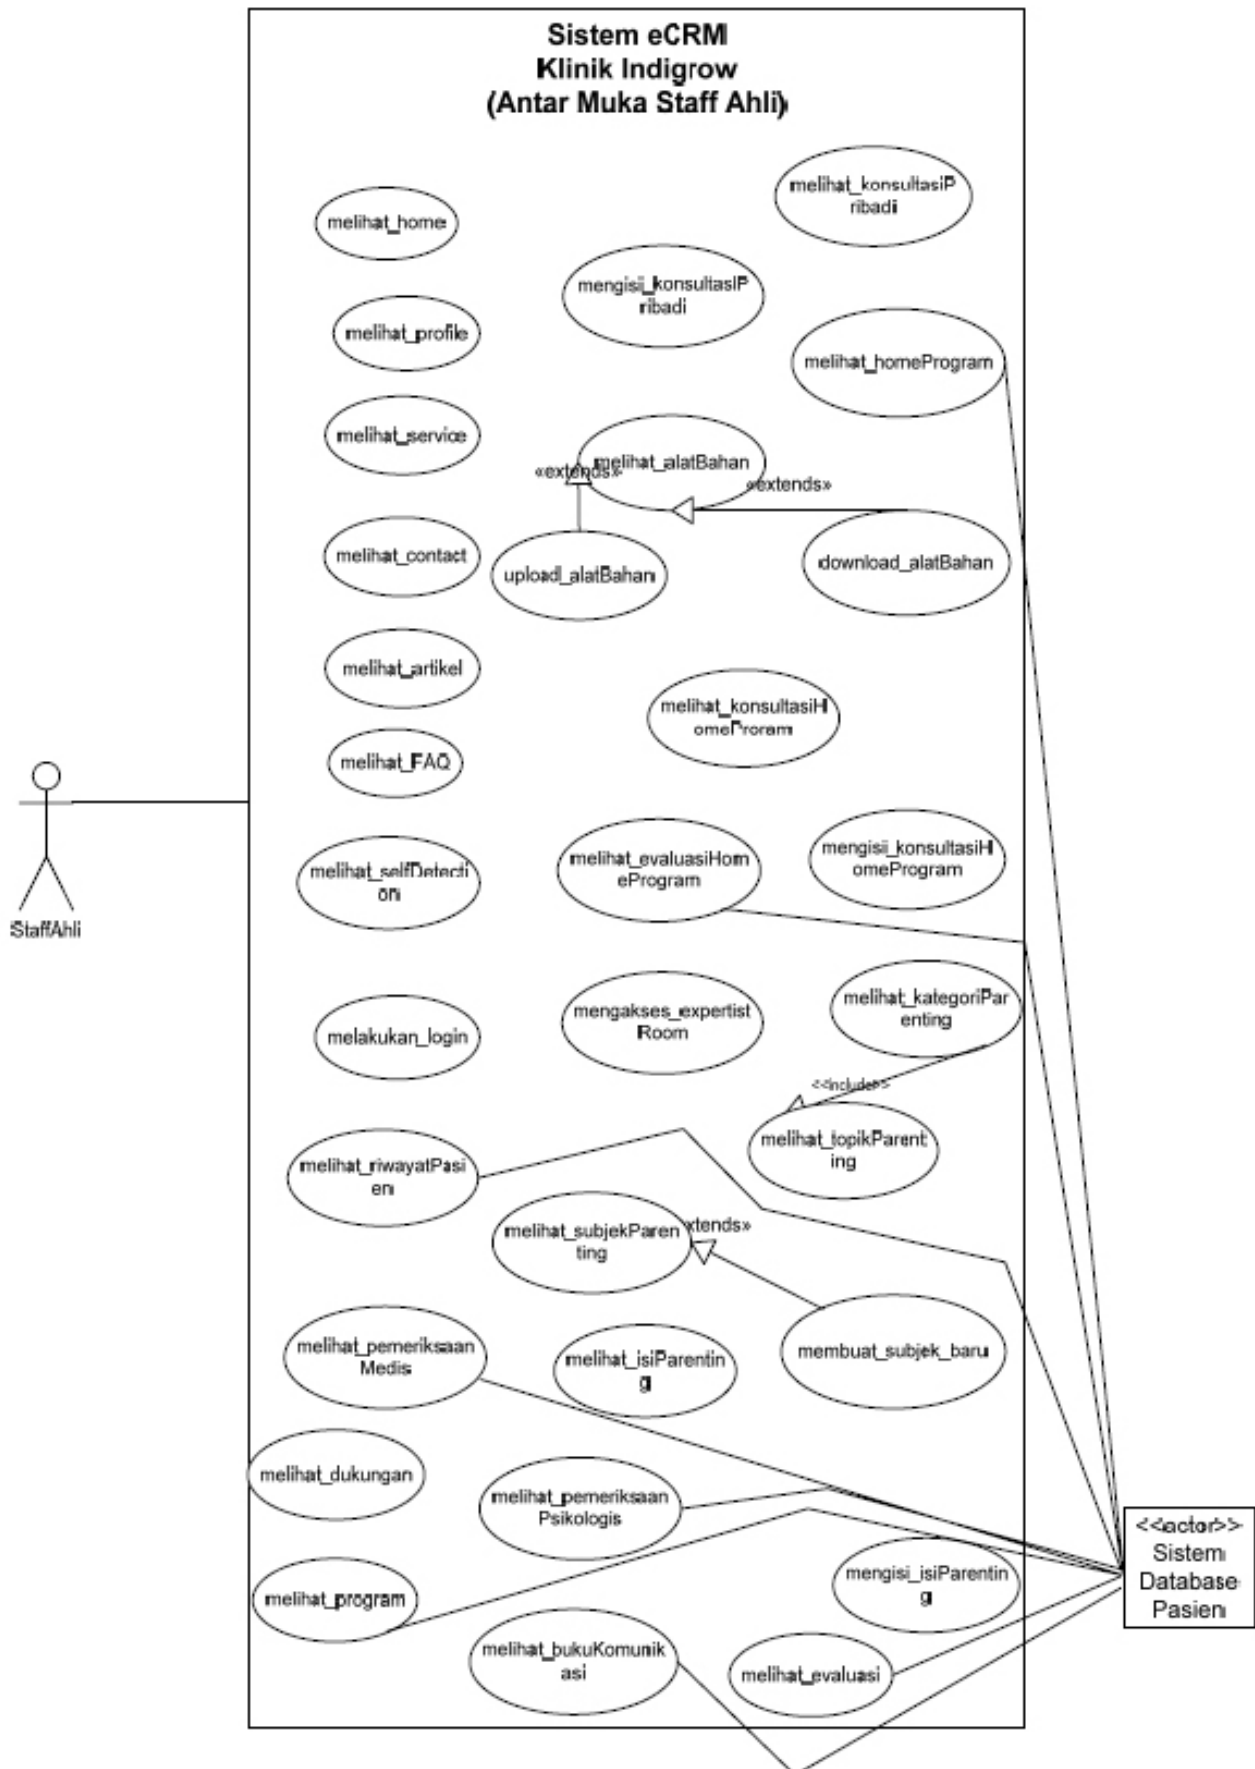 Sistem eCRM
Klinik Indigrow
(Antar Muka Staff Ahli)
melihat_konsultasiP
ribadi
melihat_home
mengisi_konsultasiP
ribadi
melihat_profile
melihat_homeProgram
melihat_service
melihat_alatBahan
«extends»
«extends»
melihat_contact
upload_alatBahan
download_alatBahan
melihat_artikel
melihat_konsultasiH
omeProram
melihat_FAQ
melihat_selfDetecti
on
melihat_evaluasiHom
eProgram
mengisi_konsultasiH
omeProgram
StaffAhli
melakukan_login
mengakses_expertist
Room
melihat_kategoriPar
enting
<<include>>
melihat_topikParent
ing
melihat_riwayatPasi
en
melihat_subjekParen
ting
xtends»
melihat_pemeriksaan
Medis
melihat_isiParentin
g
membuat_subjek_baru
melihat_dukungan
melihat_pemeriksaan
Psikologis
<<actor>>
Sistem
Database
Pasien
melihat_program
mengisi_isiParentin
g
melihat_bukuKomunik
asi
melihat_evaluasi